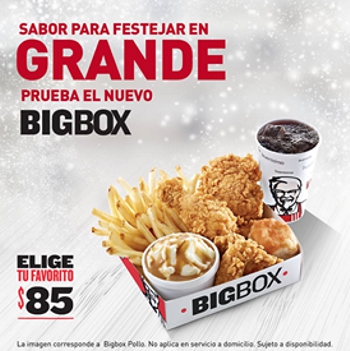 SABOR PARA FESTEJAR EN
GRANDE
PRUEBA EL NUEVO
BIGBOX
ELIGE
TU FAVORITO
$85
· BIGBOX ·
La imagen corresponde a Bigbox Pollo. No aplica en servicio a domicilio. Sujeto a disponibilidad.